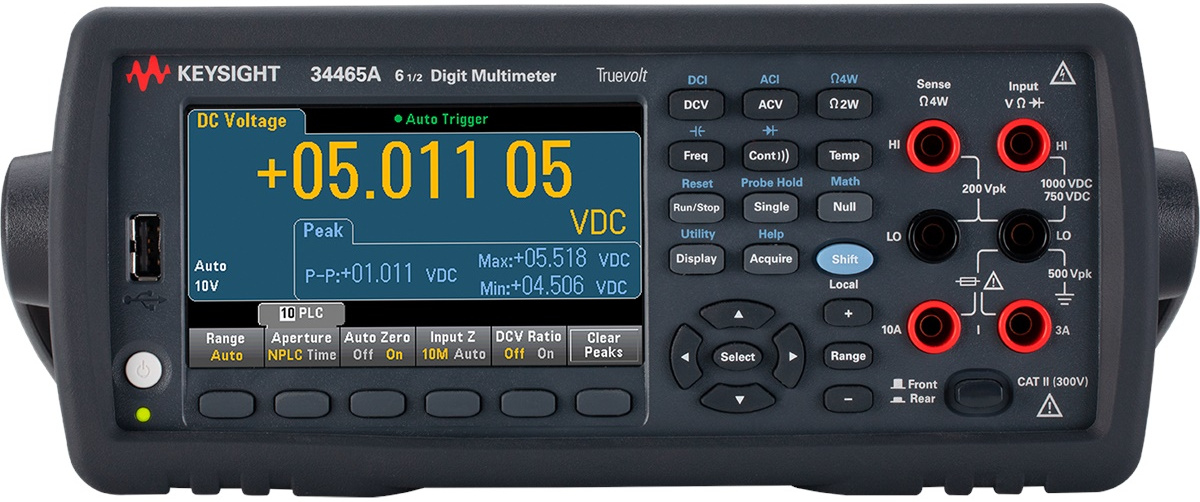 KEYSIGHT 34465A 6 1/2 Digit Multimeter Truevolt
DC Voltage
Auto Trigger
+05.011 05
VDC
Peak
P-P:+01.011 VDC
Max:+05.518 VDC
Min:+04.506 VDC
Auto
10V
10 PLC
Range
Auto
Aperture
NPLC Time
Auto Zero
Off On
Input Z
10M Auto
DCV Ratio
Off On
Clear
Peaks
DCI ACI Ω4W
DCV ACV Ω2W
Freq Cont Temp
Reset Probe Hold Math
Run/Stop Single Null
Utility Help
Display Acquire Shift
Local
+
Select
Range
−
Sense
Ω4W
Input
V Ω
HI HI
200 Vpk
1000 VDC
750 VDC
LO LO
500 Vpk
10A I 3A
Front
Rear
CAT II (300V)